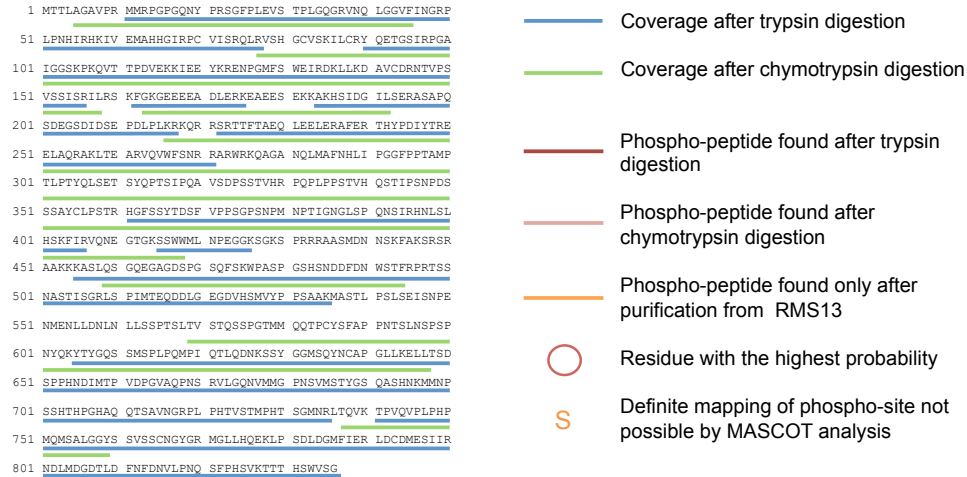 1 MTTLAGAVPR MMRPGPGQNY PRSGFPLEVS TPLGQGRVNQ LGGVFINGRP
51 LPNHIRHKIV EMAHHGIRPC VISRQLRVSH GCVSKILCRY QETGSIRPGA
101 IGGSKPKQVT TPDVEKKIEE YKRENPGMFS WEIRDKLLKD AVCDRNTVPS
151 VSSISRILRS KFGKGEEEEA DLERKEAEES EKKAKHSIDG ILSERASAPQ
201 SDEGSDIDSE PDLPLKRKQR RSRTTFTAEQ LEELERAFER THYPDIYTRE
251 ELAQRAKLTE ARVQVWFSNR RARWRKQAGA NQLMAFNHLI PGGFPPTAMP
301 TLPTYQLSET SYQPTSIPQA VSDPSSTVHR PQPLPPSTVH QSTIPSNPDS
351 SSAYCLPSTR HGFSSYTDSF VPPSGPSNPM NPTIGNGLSP QNSIRHNLSL
401 HSKFIRVQNE GTGKSSWWML NPEGGKSGKS PRRRAASMDN NSKFAKSRSR
451 AAKKKASLQS GQEGAGDSPG SQFSKWPASP GSHSNDDFDN WSTFRPRTSS
501 NASTISGRLS PIMTEQDDLG EGDVHSMVYP PSAAKMASTL PSLSEISNPE
551 NMENLLDNLN LLSSPTSLTV STQSSPGTMM QQTPCYSFAP PNTSLNSPSP
601 NYQKYTYGQS SMSPLPQMPI QTLQDNKSSY GGMSQYNCAP GLLKELLTSD
651 SPPHNDIMTP VDPGVAQPNS RVLGQNVMMG PNSVMSTYGS QASHNKMMNP
701 SSHTHPGHAQ QTSAVNGRPL PHTVSTMPHT SGMNRLTQVK TPVQVPLPHP
751 MQMSALGGYS SVSSCNGYGR MGLLHQEKLP SDLDGMFIER LDCDMESIIR
801 NDLMDGDTLD FNFDNVLPNQ SFPHSVKTTT HSWVSG
Coverage after trypsin digestion
Coverage after chymotrypsin digestion
Phospho-peptide found after trypsin
digestion
Phospho-peptide found after
chymotrypsin digestion
Phospho-peptide found only after
purification from RMS13
Residue with the highest probability
S
Definite mapping of phospho-site not
possible by MASCOT analysis